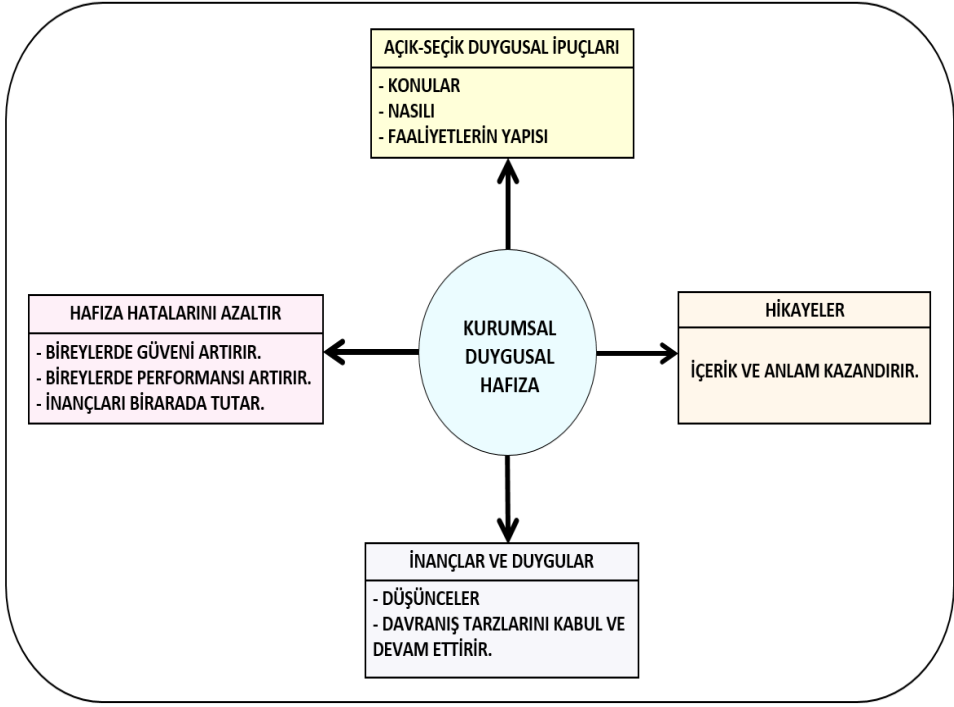 AÇIK-SEÇİK DUYGUSAL İPUÇLARI
- KONULAR
- NASILI
- FAALİYETLERİN YAPISI
HAFIZA HATALARINI AZALTIR
- BİREYLERDE GÜVENİ ARTIRIR.
- BİREYLERDE PERFORMANSI ARTIRIR.
- İNANÇLARI BİRARADA TUTAR.
KURUMSAL
DUYGUSAL
HAFIZA
HİKAYELER
İÇERİK VE ANLAM KAZANDIRIR.
İNANÇLAR VE DUYGULAR
- DÜŞÜNCELER
- DAVRANIŞ TARZLARINI KABUL VE
DEVAM ETTİRİR.